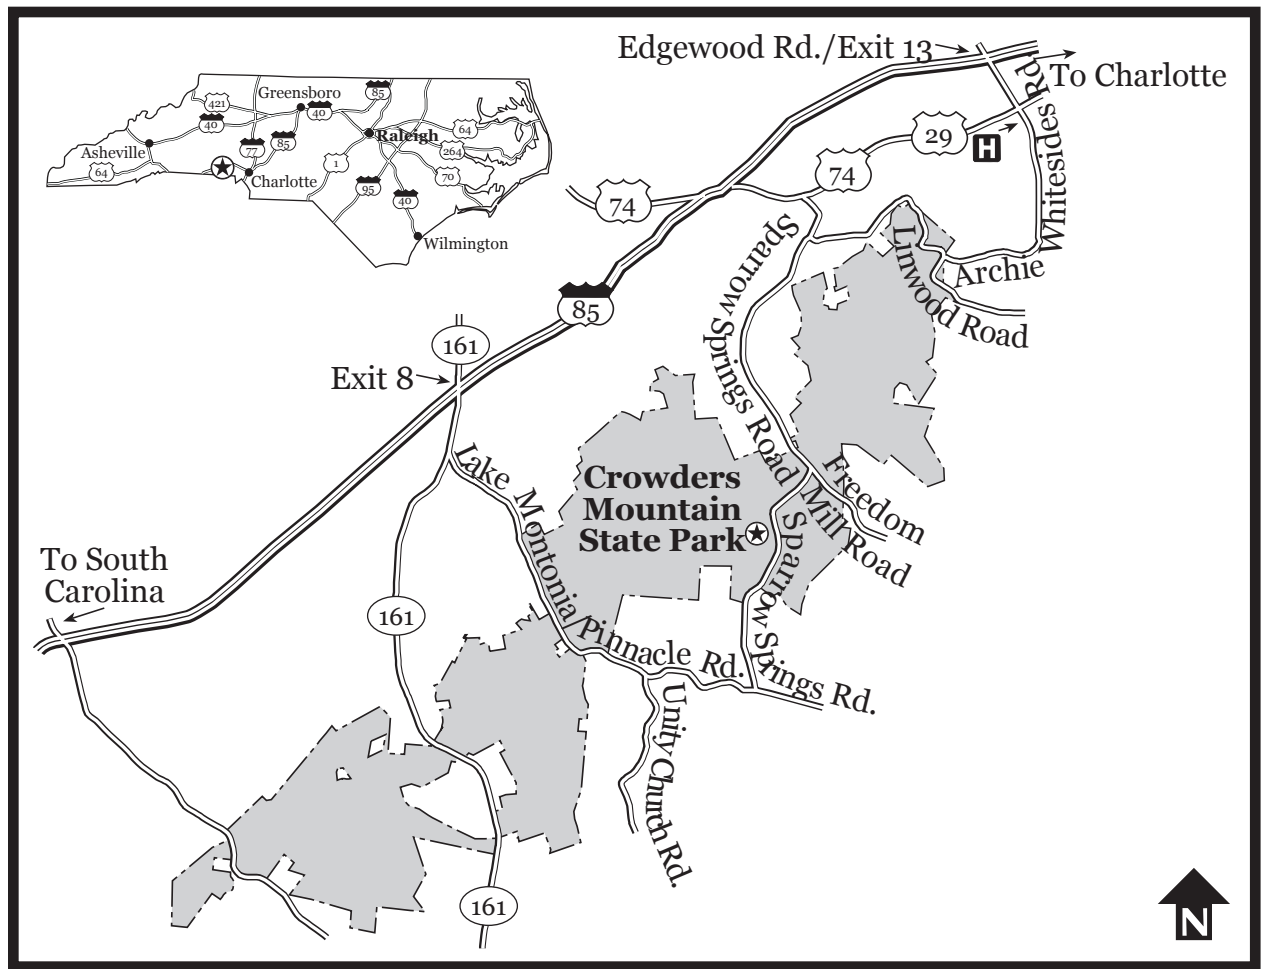 Edgewood Rd./Exit 13
To Charlotte
Greensboro
421
40
40
85
Raleigh
64
264
Asheville
77
85
64
Charlotte
1
95
40
70
Wilmington
29
H
74
74
Whitesides Rd.
Sparrow Springs Road
Linwood Road
Archie
85
161
Exit 8
Lake Montonia/Pinnacle Rd.
Crowders
Mountain
State Park
Freedom
Mill Road
Sparrow Springs Rd.
To South
Carolina
161
Unity Church Rd.
161
N